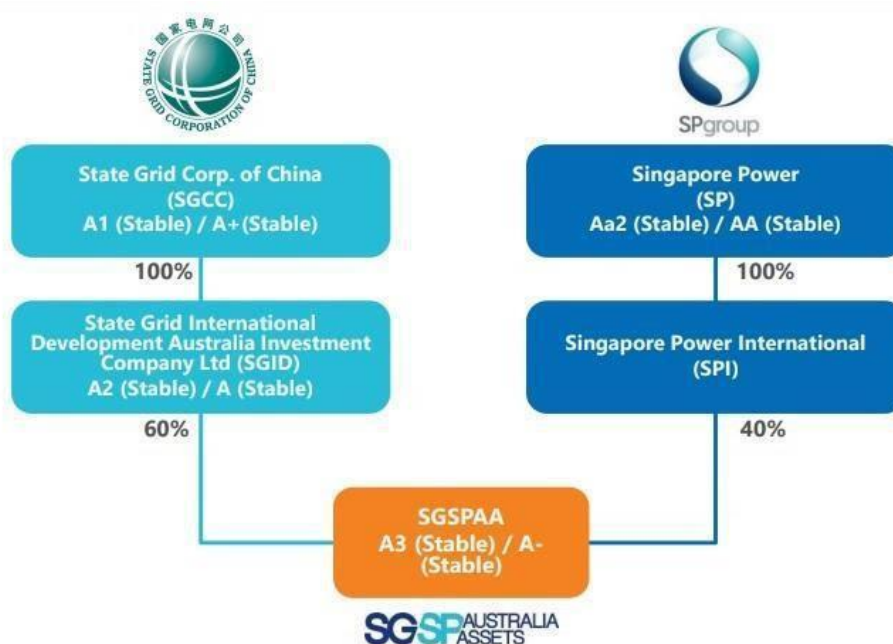 国家电网公司
STATE GRID CORPORATION OF CHINA
SPgroup
State Grid Corp. of China
(SGCC)
A1 (Stable) / A+(Stable)
Singapore Power
(SP)
Aa2 (Stable) / AA (Stable)
100%
100%
State Grid International
Development Australia Investment
Company Ltd (SGID)
A2 (Stable) / A (Stable)
Singapore Power International
(SPI)
60%
40%
SGSPAA
A3 (Stable) / A-
(Stable)
SGSP AUSTRALIA
ASSETS